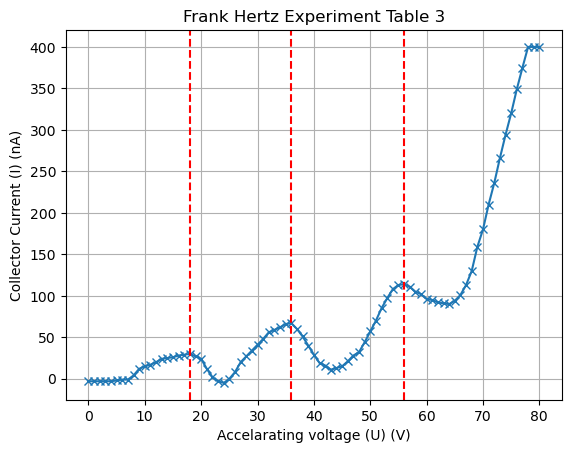 Frank Hertz Experiment Table 3
Collector Current (I) (nA)
400
350
300
250
200
150
100
50
0
0 10 20 30 40 50 60 70 80
Accelarating voltage (U) (V)